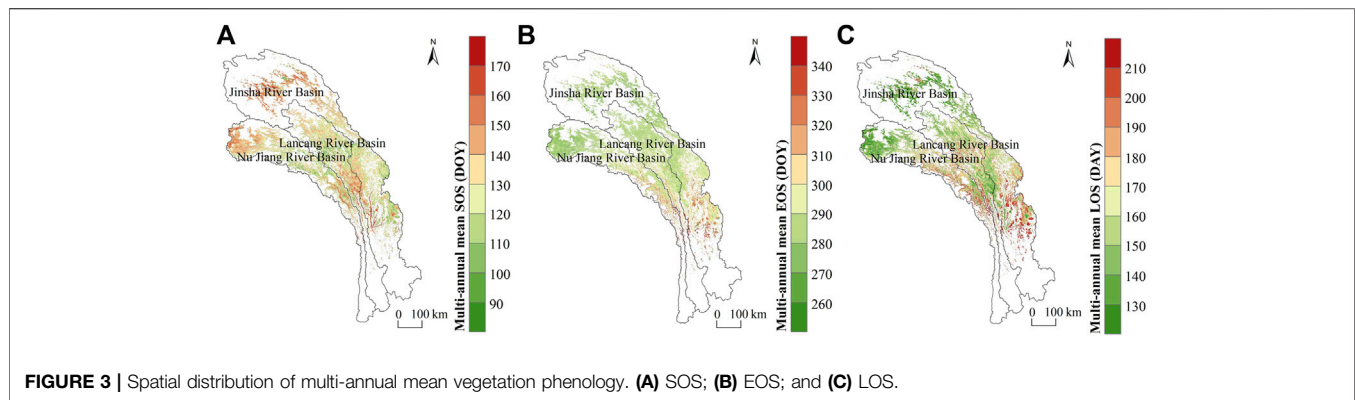 A
N
Jinsha River Basin
Lancang River Basin
Nu Jiang River Basin
0 100 km
Multi-annual mean SOS (DOY)
170
160
150
140
130
120
110
100
90
B
N
Jinsha River Basin
Lancang River Basin
Nu Jiang River Basin
0 100 km
Multi-annual mean EOS (DOY)
340
330
320
310
300
290
280
270
260
C
N
Jinsha River Basin
Lancang River Basin
Nu Jiang River Basin
0 100 km
Multi-annual mean LOS (DAY)
210
200
190
180
170
160
150
140
130
FIGURE 3 | Spatial distribution of multi-annual mean vegetation phenology. (A) SOS; (B) EOS; and (C) LOS.